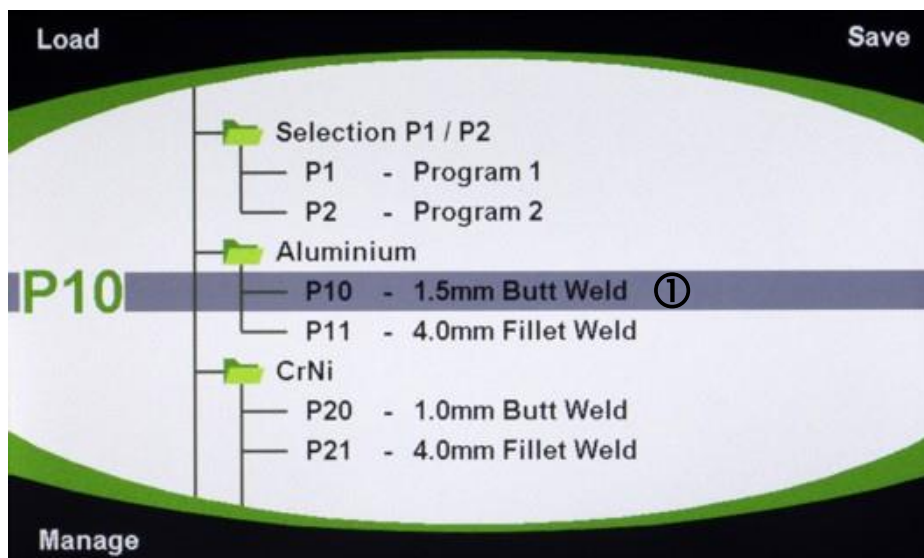 Load
Save
Selection P1 / P2
P1 - Program 1
P2 - Program 2
Aluminium
P10
P10 - 1.5mm Butt Weld ①
P11 - 4.0mm Fillet Weld
CrNi
P20 - 1.0mm Butt Weld
P21 - 4.0mm Fillet Weld
Manage